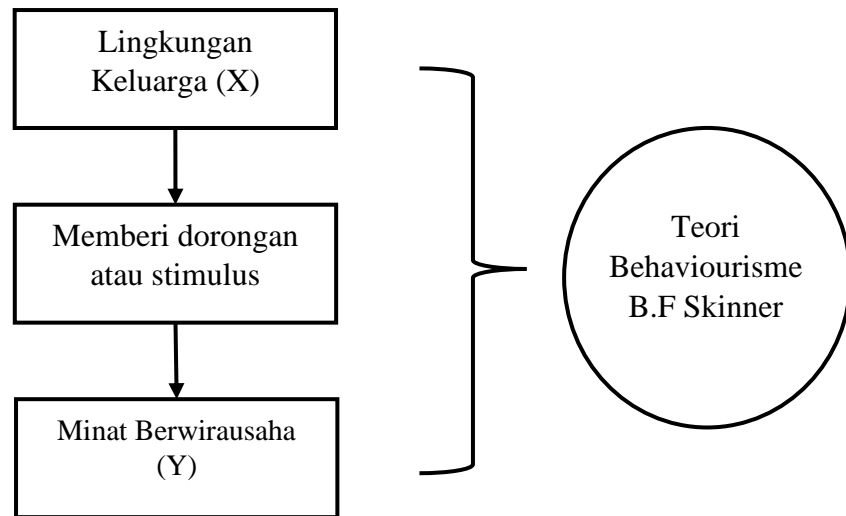 Lingkungan
Keluarga (X)
Memberi dorongan
atau stimulus
Minat Berwirausaha
(Y)
Teori
Behaviourisme
B.F Skinner